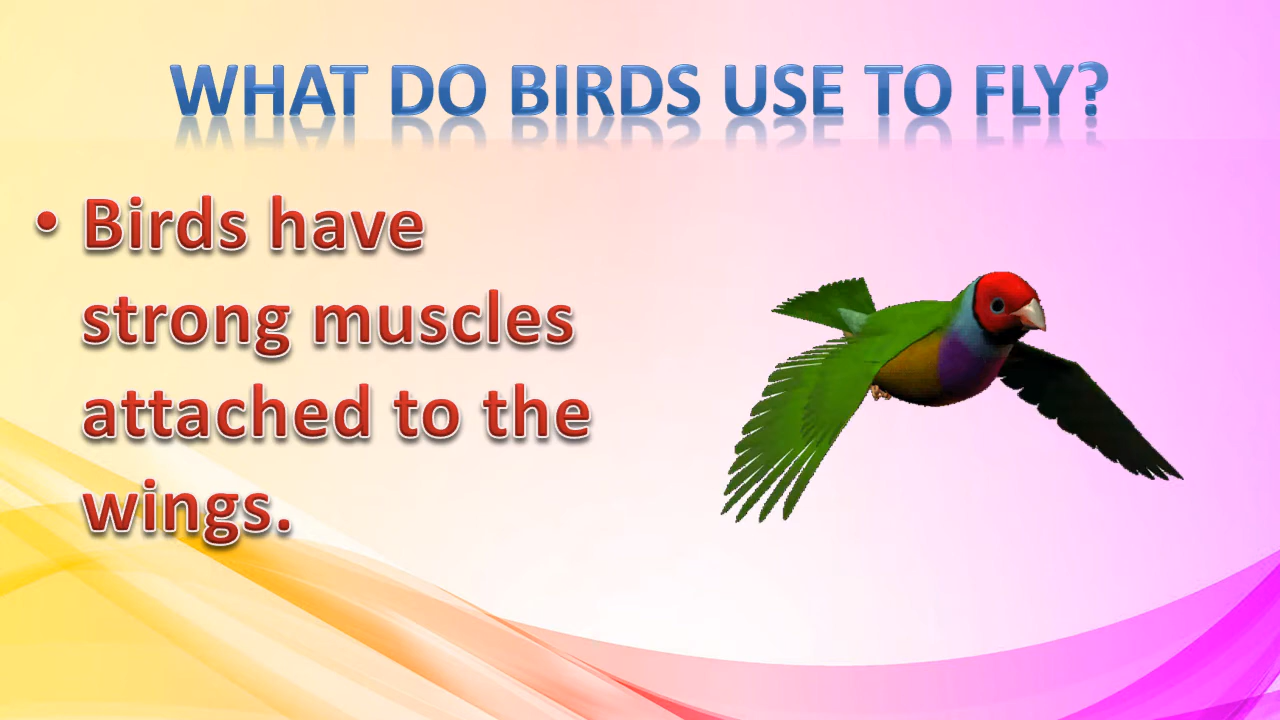 WHAT DO BIRDS USE TO FLY?
• Birds have
strong muscles
attached to the
wings.